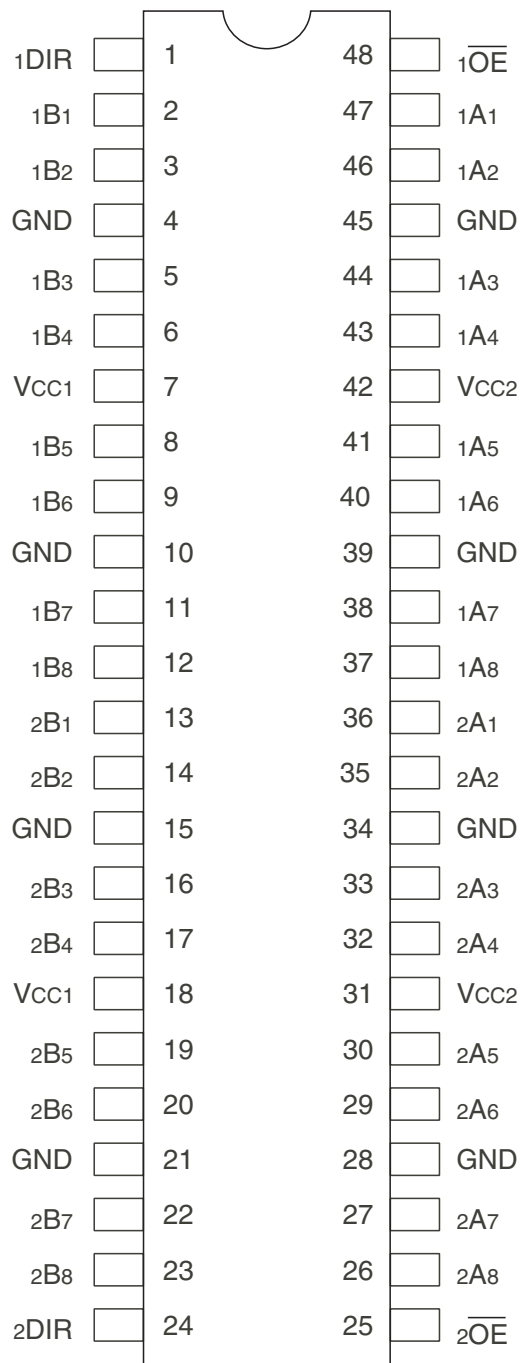 1DIR 1 48 1O̅E̅
1B1 2 47 1A1
1B2 3 46 1A2
GND 4 45 GND
1B3 5 44 1A3
1B4 6 43 1A4
VCC1 7 42 VCC2
1B5 8 41 1A5
1B6 9 40 1A6
GND 10 39 GND
1B7 11 38 1A7
1B8 12 37 1A8
2B1 13 36 2A1
2B2 14 35 2A2
GND 15 34 GND
2B3 16 33 2A3
2B4 17 32 2A4
VCC1 18 31 VCC2
2B5 19 30 2A5
2B6 20 29 2A6
GND 21 28 GND
2B7 22 27 2A7
2B8 23 26 2A8
2DIR 24 25 2O̅E̅